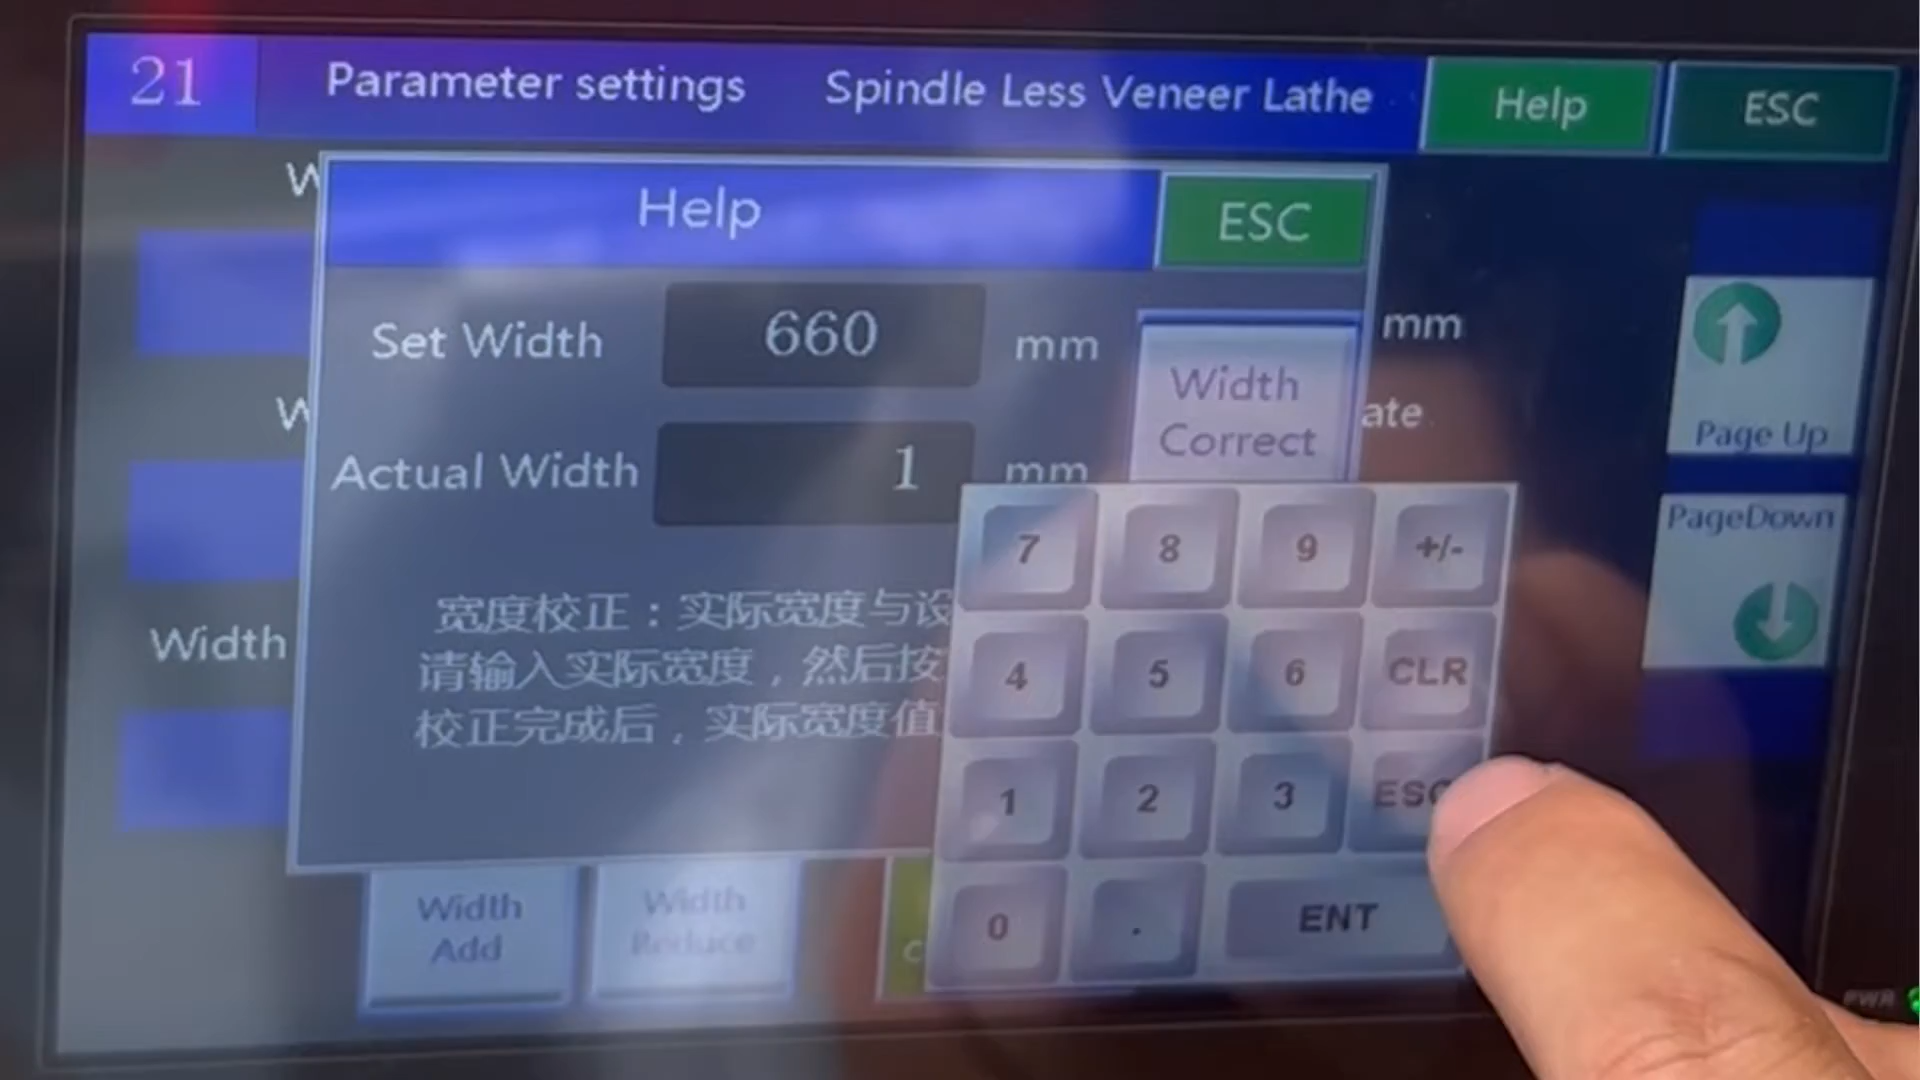 21
Parameter settings
Spindle Less Veneer Lathe
Help
ESC
Help
ESC
Set Width
660
mm
Width
Correct
mm
ate
Page Up
Actual Width
1
mm
PageDown
宽度校正：实际宽度与设
请输入实际宽度，然后按
校正完成后，实际宽度值
Width
7 8 9 +/-
4 5 6 CLR
1 2 3 ESC
0 . ENT
Width
Add
Width
Reduce
PWR